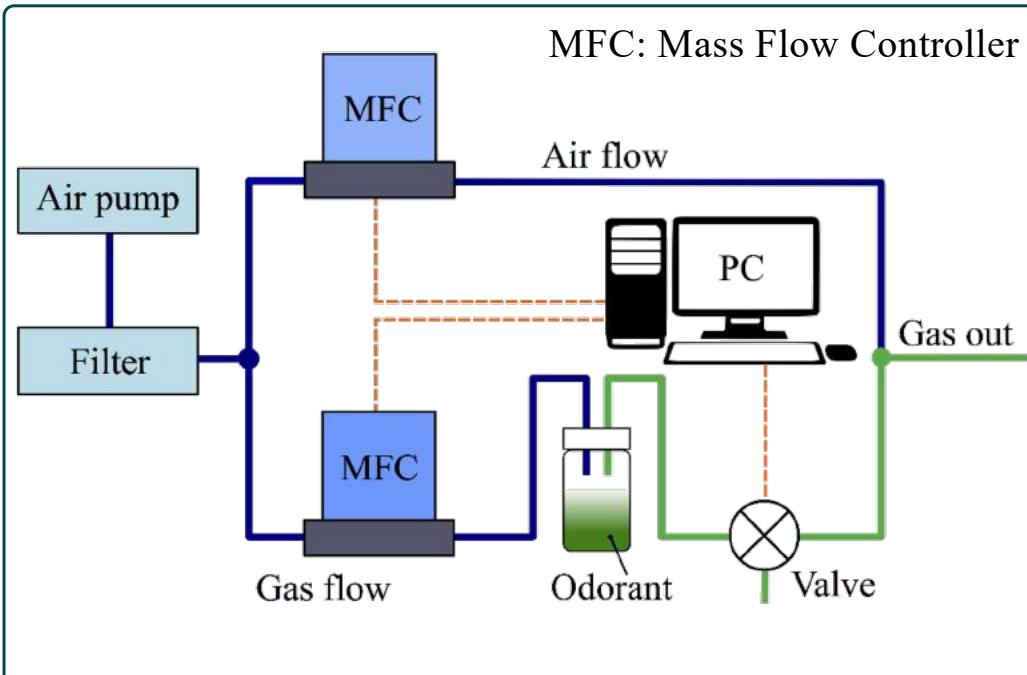 MFC: Mass Flow Controller
MFC
Air flow
Air pump
PC
Gas out
Filter
MFC
Gas flow
Odorant
Valve